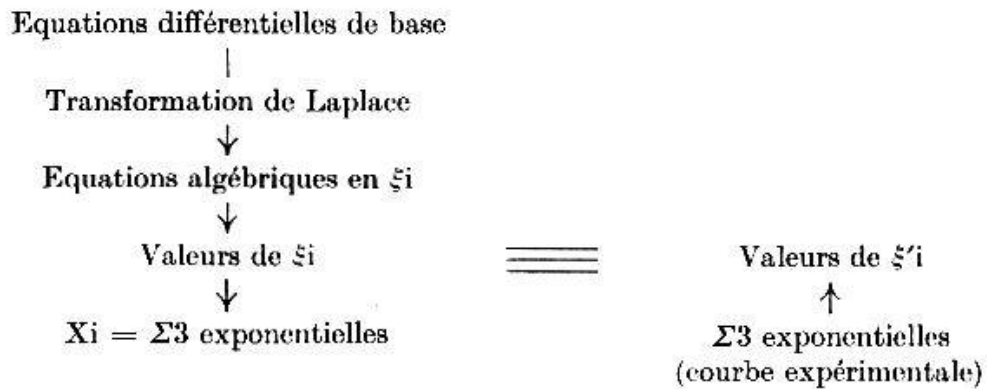 Equations différentielles de base
Transformation de Laplace
Equations algébriques en ξi
Valeurs de ξi
Xi = Σ3 exponentielles
Valeurs de ξ′i
Σ3 exponentielles
(courbe expérimentale)